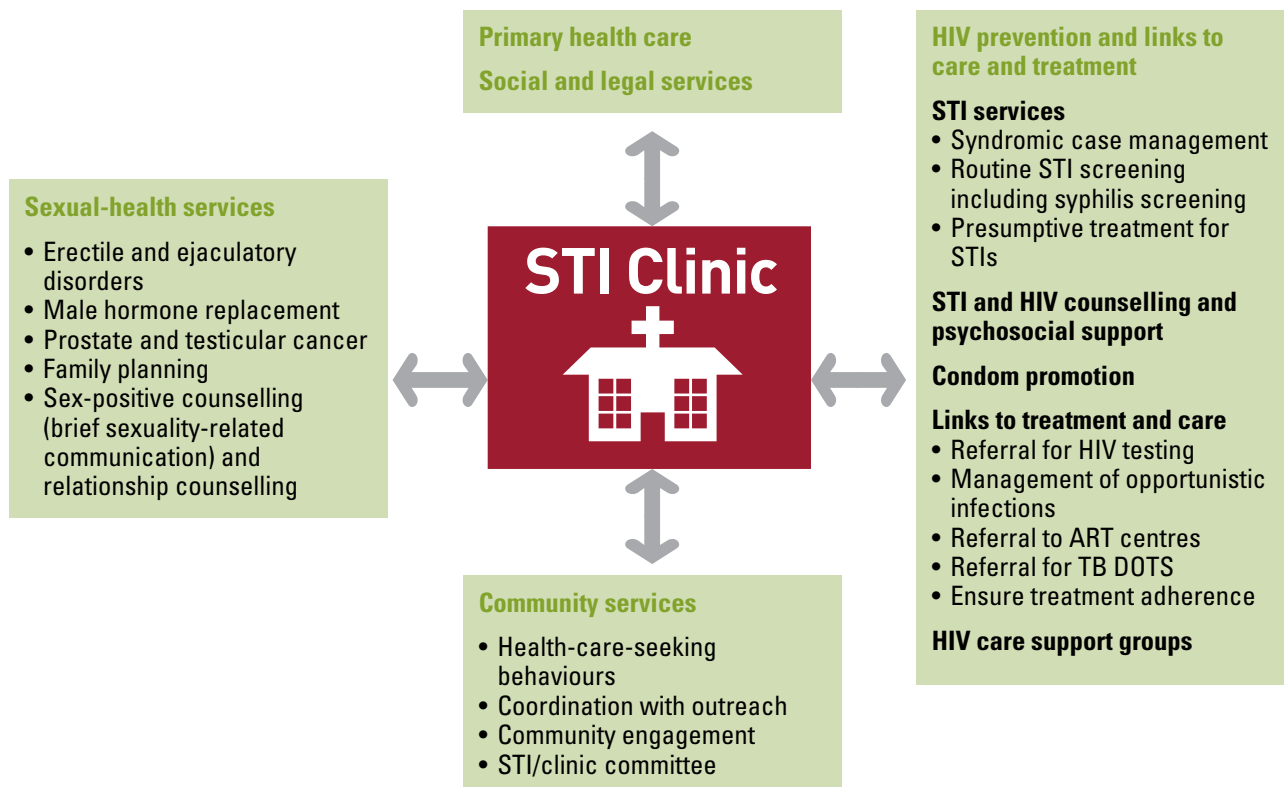 Primary health care
Social and legal services
Sexual-health services
• Erectile and ejaculatory
disorders
• Male hormone replacement
• Prostate and testicular cancer
• Family planning
• Sex-positive counselling
(brief sexuality-related
communication) and
relationship counselling
STI Clinic
HIV prevention and links to
care and treatment
STI services
• Syndromic case management
• Routine STI screening
including syphilis screening
• Presumptive treatment for
STIs
STI and HIV counselling and
psychosocial support
Condom promotion
Links to treatment and care
• Referral for HIV testing
• Management of opportunistic
infections
• Referral to ART centres
• Referral for TB DOTS
• Ensure treatment adherence
HIV care support groups
Community services
• Health-care-seeking
behaviours
• Coordination with outreach
• Community engagement
• STI/clinic committee